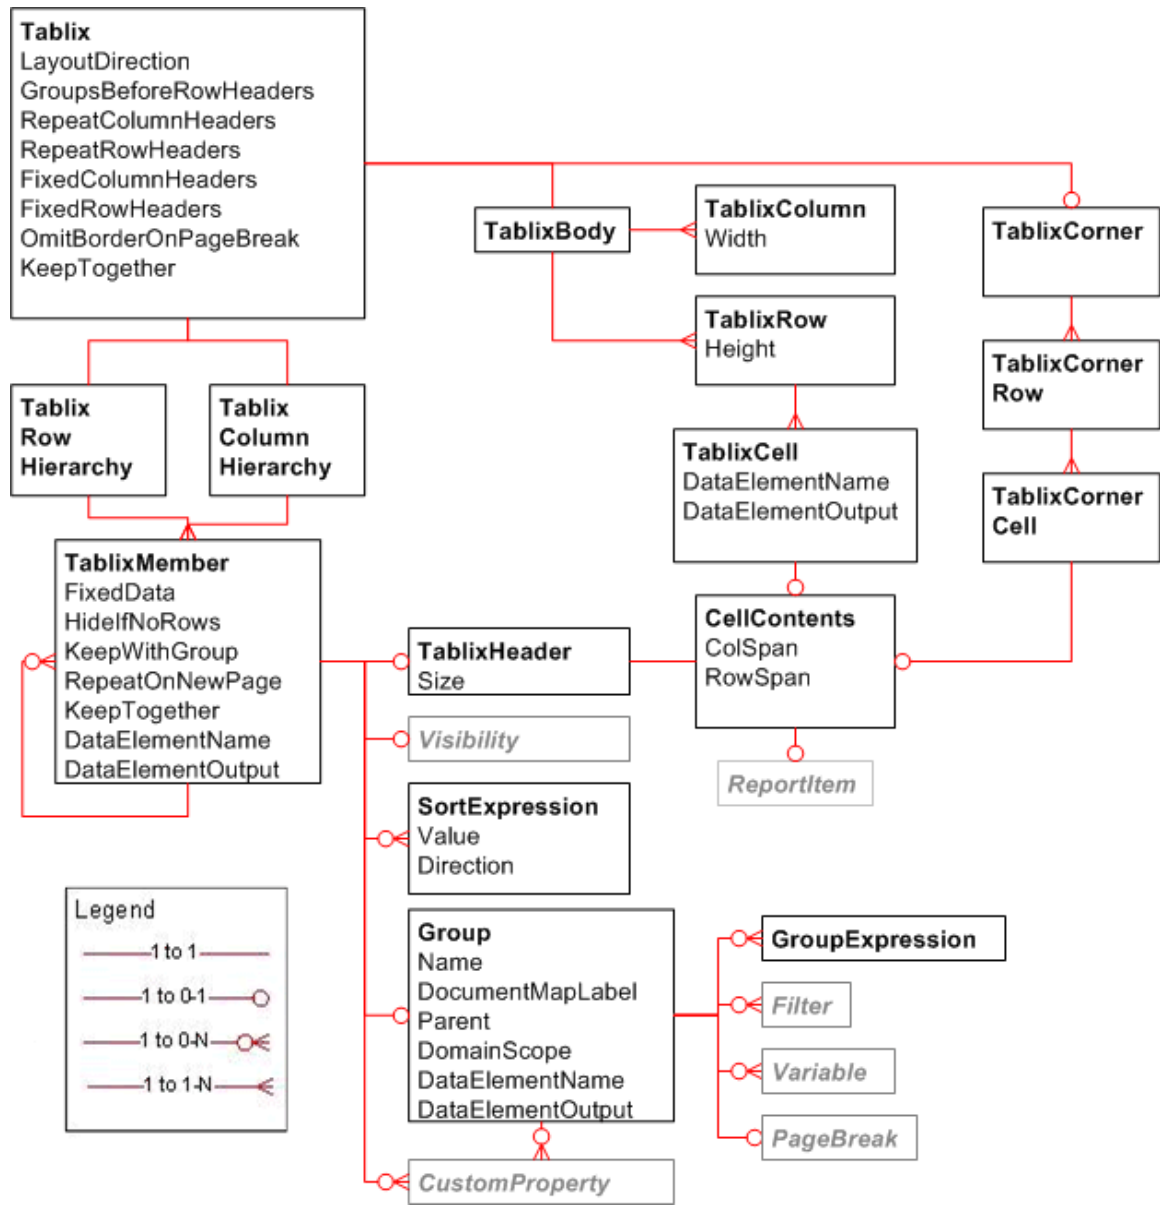 Tablix
LayoutDirection
GroupsBeforeRowHeaders
RepeatColumnHeaders
RepeatRowHeaders
FixedColumnHeaders
FixedRowHeaders
OmitBorderOnPageBreak
KeepTogether
TablixBody
TablixColumn
Width
TablixCorner
TablixRow
Height
TablixCorner
Row
Tablix
Row
Hierarchy
Tablix
Column
Hierarchy
TablixCell
DataElementName
DataElementOutput
TablixCorner
Cell
TablixMember
FixedData
HideIfNoRows
KeepWithGroup
RepeatOnNewPage
KeepTogether
DataElementName
DataElementOutput
TablixHeader
Size
CellContents
ColSpan
RowSpan
Visibility
ReportItem
SortExpression
Value
Direction
Legend
1 to 1
1 to 0-1
1 to 0-N
1 to 1-N
Group
Name
DocumentMapLabel
Parent
DomainScope
DataElementName
DataElementOutput
GroupExpression
Filter
Variable
PageBreak
CustomProperty